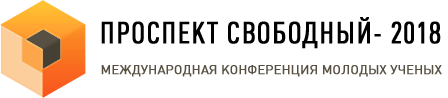 ПРОСПЕКТ СВОБОДНЫЙ- 2018
МЕЖДУНАРОДНАЯ КОНФЕРЕНЦИЯ МОЛОДЫХ УЧЕНЫХ